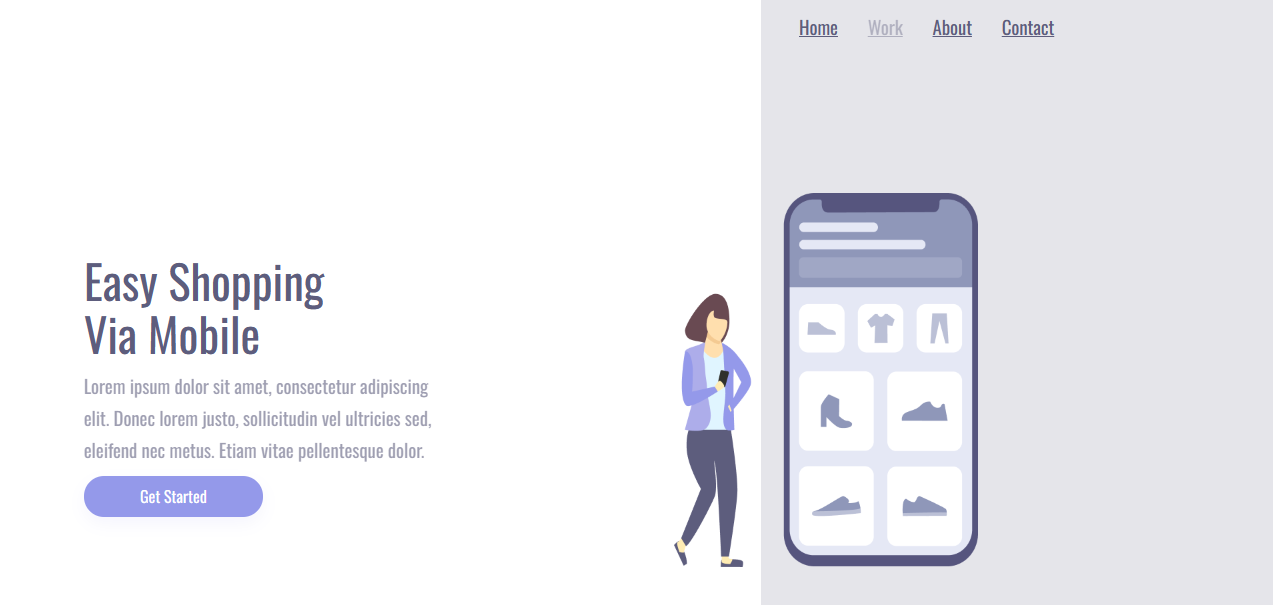 Home Work About Contact
Easy Shopping
Via Mobile
Lorem ipsum dolor sit amet, consectetur adipiscing
elit. Donec lorem justo, sollicitudin vel ultricies sed,
eleifend nec metus. Etiam vitae pellentesque dolor.
Get Started